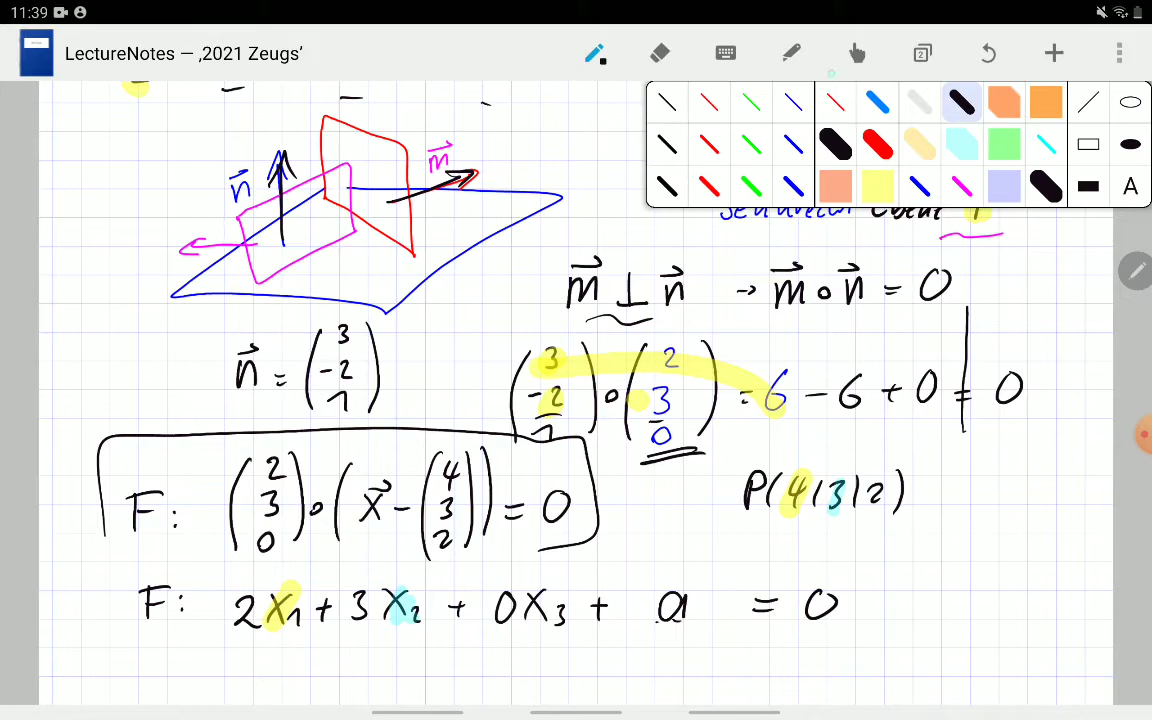 11:39
LectureNotes — ‚2021 Zeugs'
2
A
n⃗
m⃗
m⃗ ⊥ n⃗ → m⃗ ∘ n⃗ = 0
n⃗ = (3 -2 1)
(3 -2 1) ∘ (2 3 0) = 6 - 6 + 0 = 0
P(4|3|2)
F: (2 3 0) ∘ (x⃗ - (4 3 2)) = 0
F: 2x₁ + 3x₂ + 0x₃ + a = 0